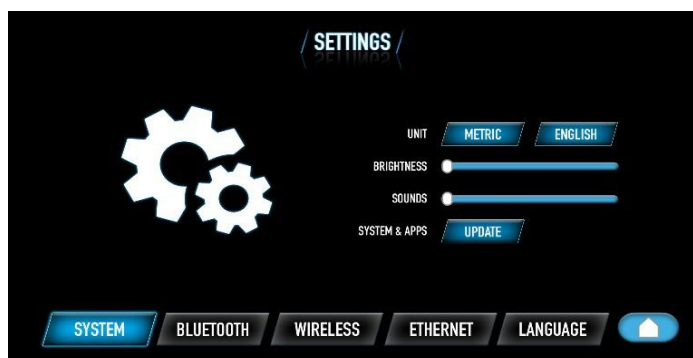 / SETTINGS /
UNIT METRIC ENGLISH
BRIGHTNESS
SOUNDS
SYSTEM & APPS UPDATE
SYSTEM BLUETOOTH WIRELESS ETHERNET LANGUAGE